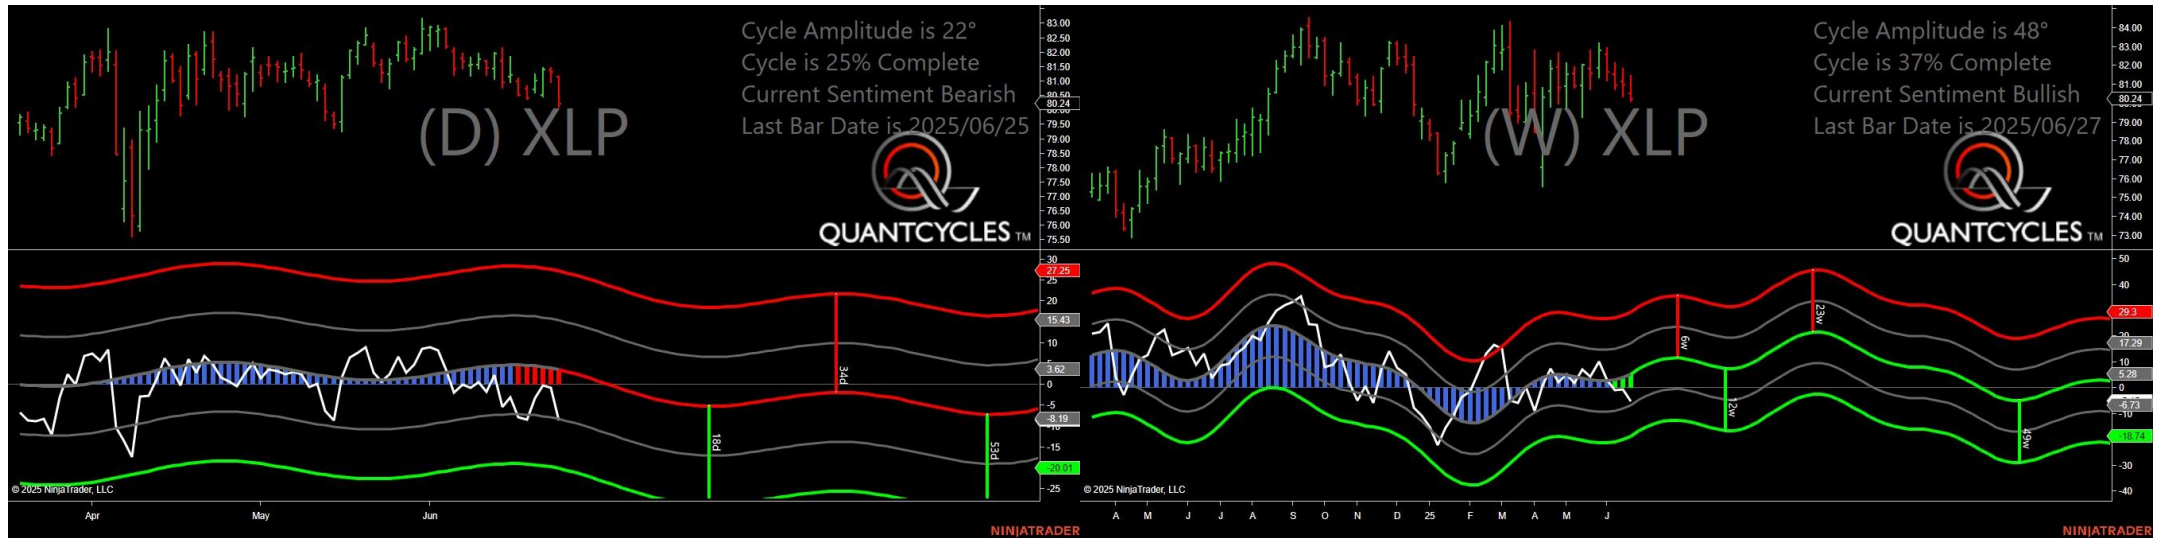 Cycle Amplitude is 22°
Cycle is 25% Complete
Current Sentiment Bearish
Last Bar Date is 2025/06/25
(D) XLP
QUANTCYCLES TM
83.00
82.50
82.00
81.50
81.00
80.50
80.24
79.50
79.00
78.50
78.00
77.50
77.00
76.50
76.00
75.50
30
27.25
25
20
15.43
10
5
3.62
0
-5
-8.19
-15
-20.01
-25
34d
18d
53d
© 2025 NinjaTrader, LLC
Apr
May
Jun
NINJATRADER
Cycle Amplitude is 48°
Cycle is 37% Complete
Current Sentiment Bullish
Last Bar Date is 2025/06/27
(W) XLP
QUANTCYCLES TM
84.00
83.00
82.00
81.00
80.24
79.00
78.00
77.00
76.00
75.00
74.00
73.00
50
40
29.3
20
17.29
10
5.28
0
-6.73
-10
-18.74
-30
-40
6w
23w
12w
49w
© 2025 NinjaTrader, LLC
A M J J A S O N D 25 F M A M J
NINJATRADER